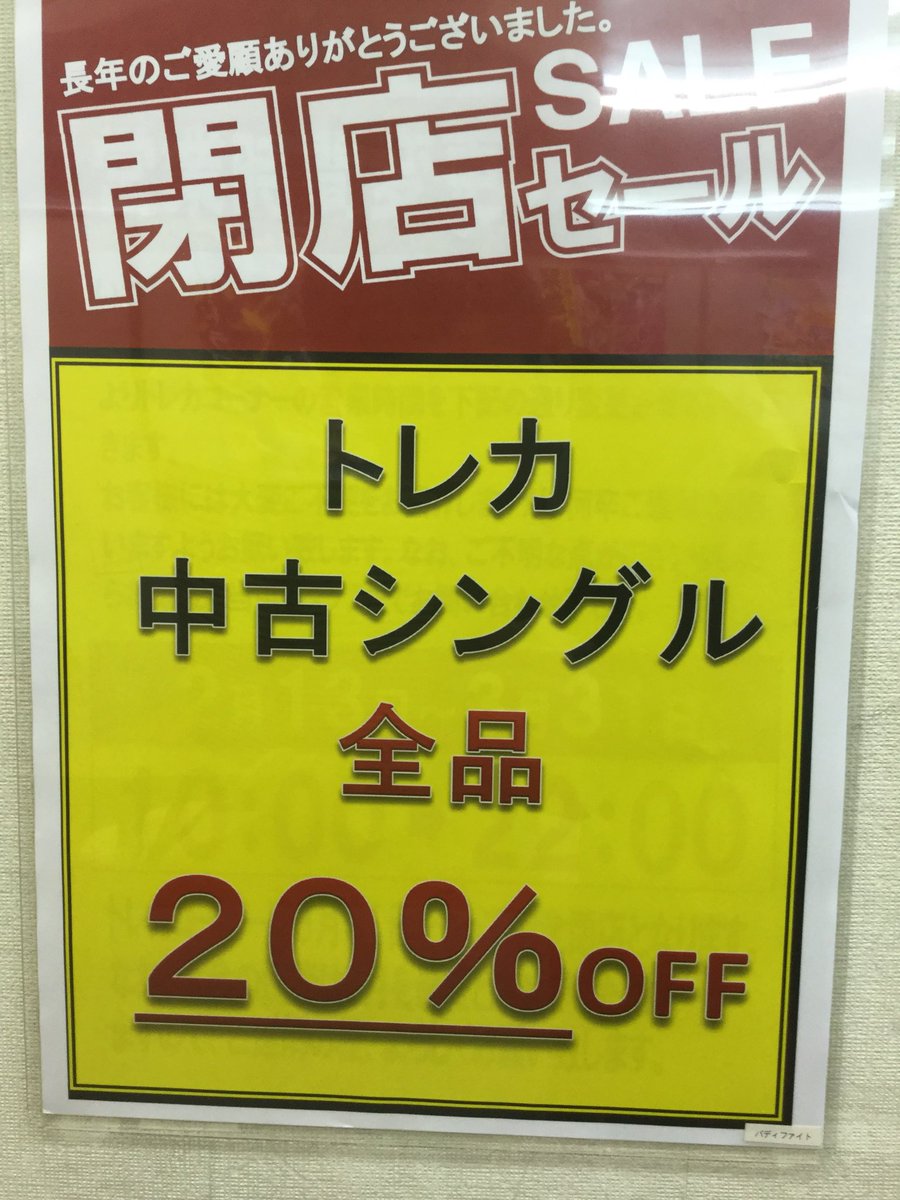 長年のご愛顧ありがとうございました。
SALE
閉店セール
トレカ
中古シングル
全品
20%OFF
バディファイト